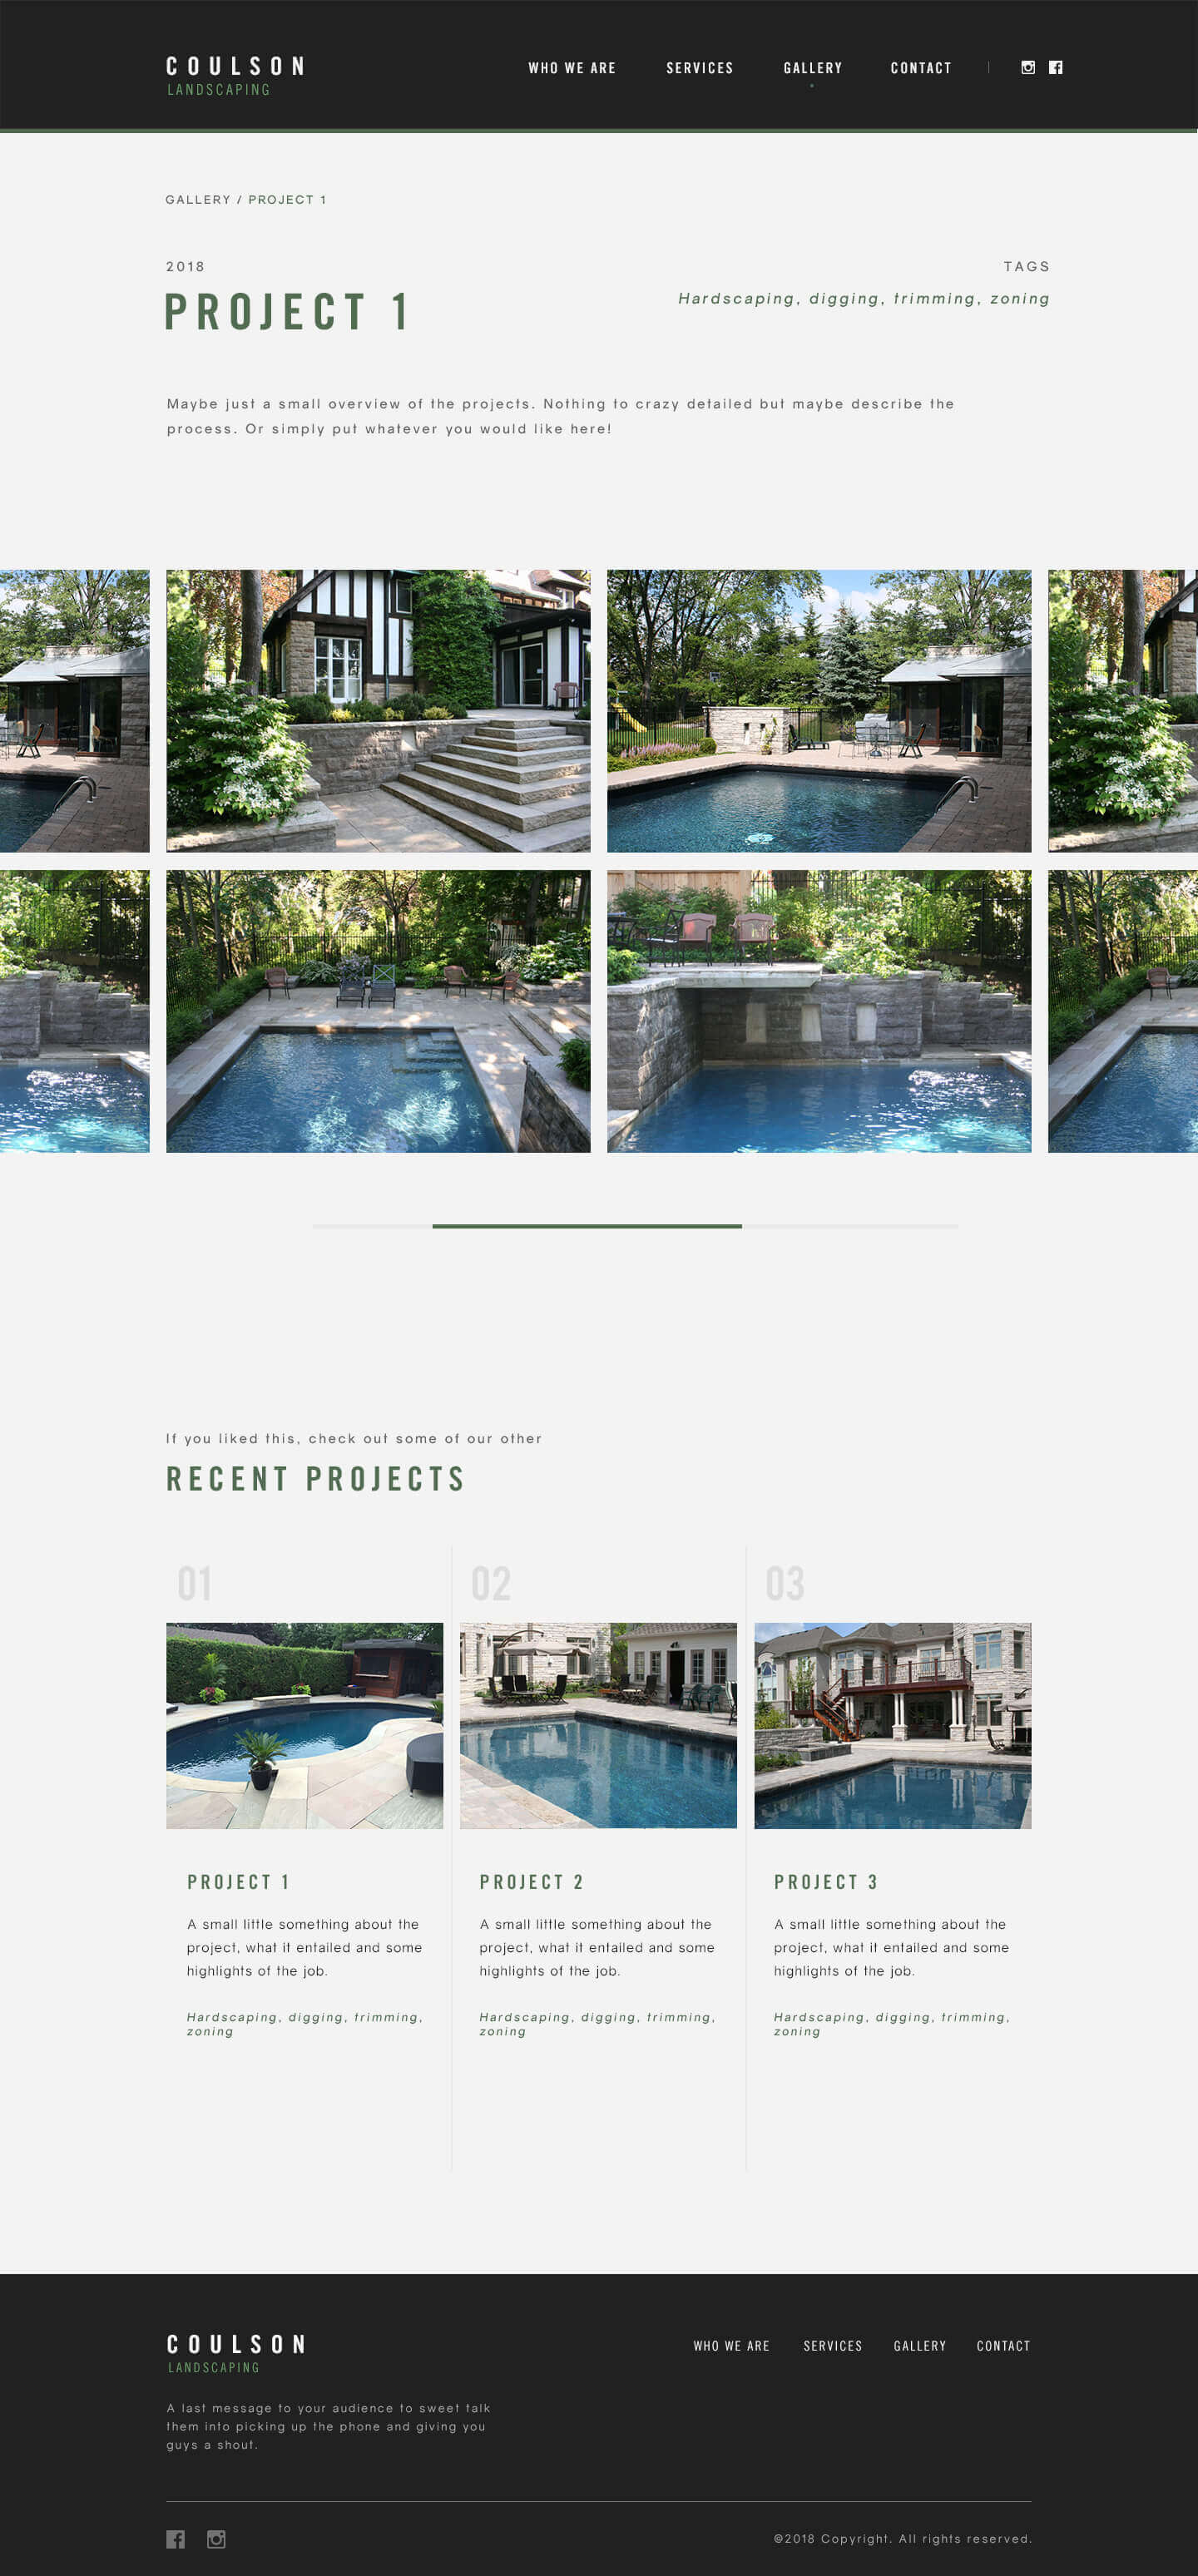 COULSON
LANDSCAPING
WHO WE ARE
SERVICES
GALLERY
CONTACT
GALLERY / PROJECT 1
2018
PROJECT 1
TAGS
Hardscaping, digging, trimming, zoning
Maybe just a small overview of the projects. Nothing to crazy detailed but maybe describe the
process. Or simply put whatever you would like here!
If you liked this, check out some of our other
RECENT PROJECTS
01
PROJECT 1
A small little something about the
project, what it entailed and some
highlights of the job.
Hardscaping, digging, trimming,
zoning
02
PROJECT 2
A small little something about the
project, what it entailed and some
highlights of the job.
Hardscaping, digging, trimming,
zoning
03
PROJECT 3
A small little something about the
project, what it entailed and some
highlights of the job.
Hardscaping, digging, trimming,
zoning
COULSON
LANDSCAPING
WHO WE ARE
SERVICES
GALLERY
CONTACT
A last message to your audience to sweet talk
them into picking up the phone and giving you
guys a shout.
©2018 Copyright. All rights reserved.